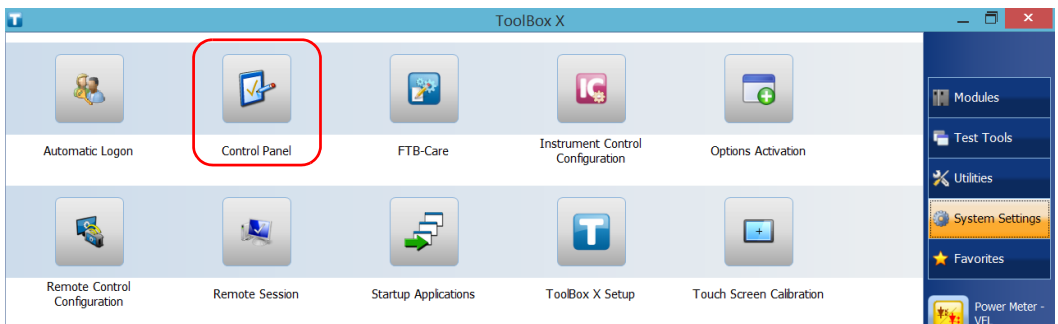 ToolBox X
Automatic Logon
Control Panel
FTB-Care
Instrument Control
Configuration
Options Activation
Remote Control
Configuration
Remote Session
Startup Applications
ToolBox X Setup
Touch Screen Calibration
Modules
Test Tools
Utilities
System Settings
Favorites
Power Meter -
VFL